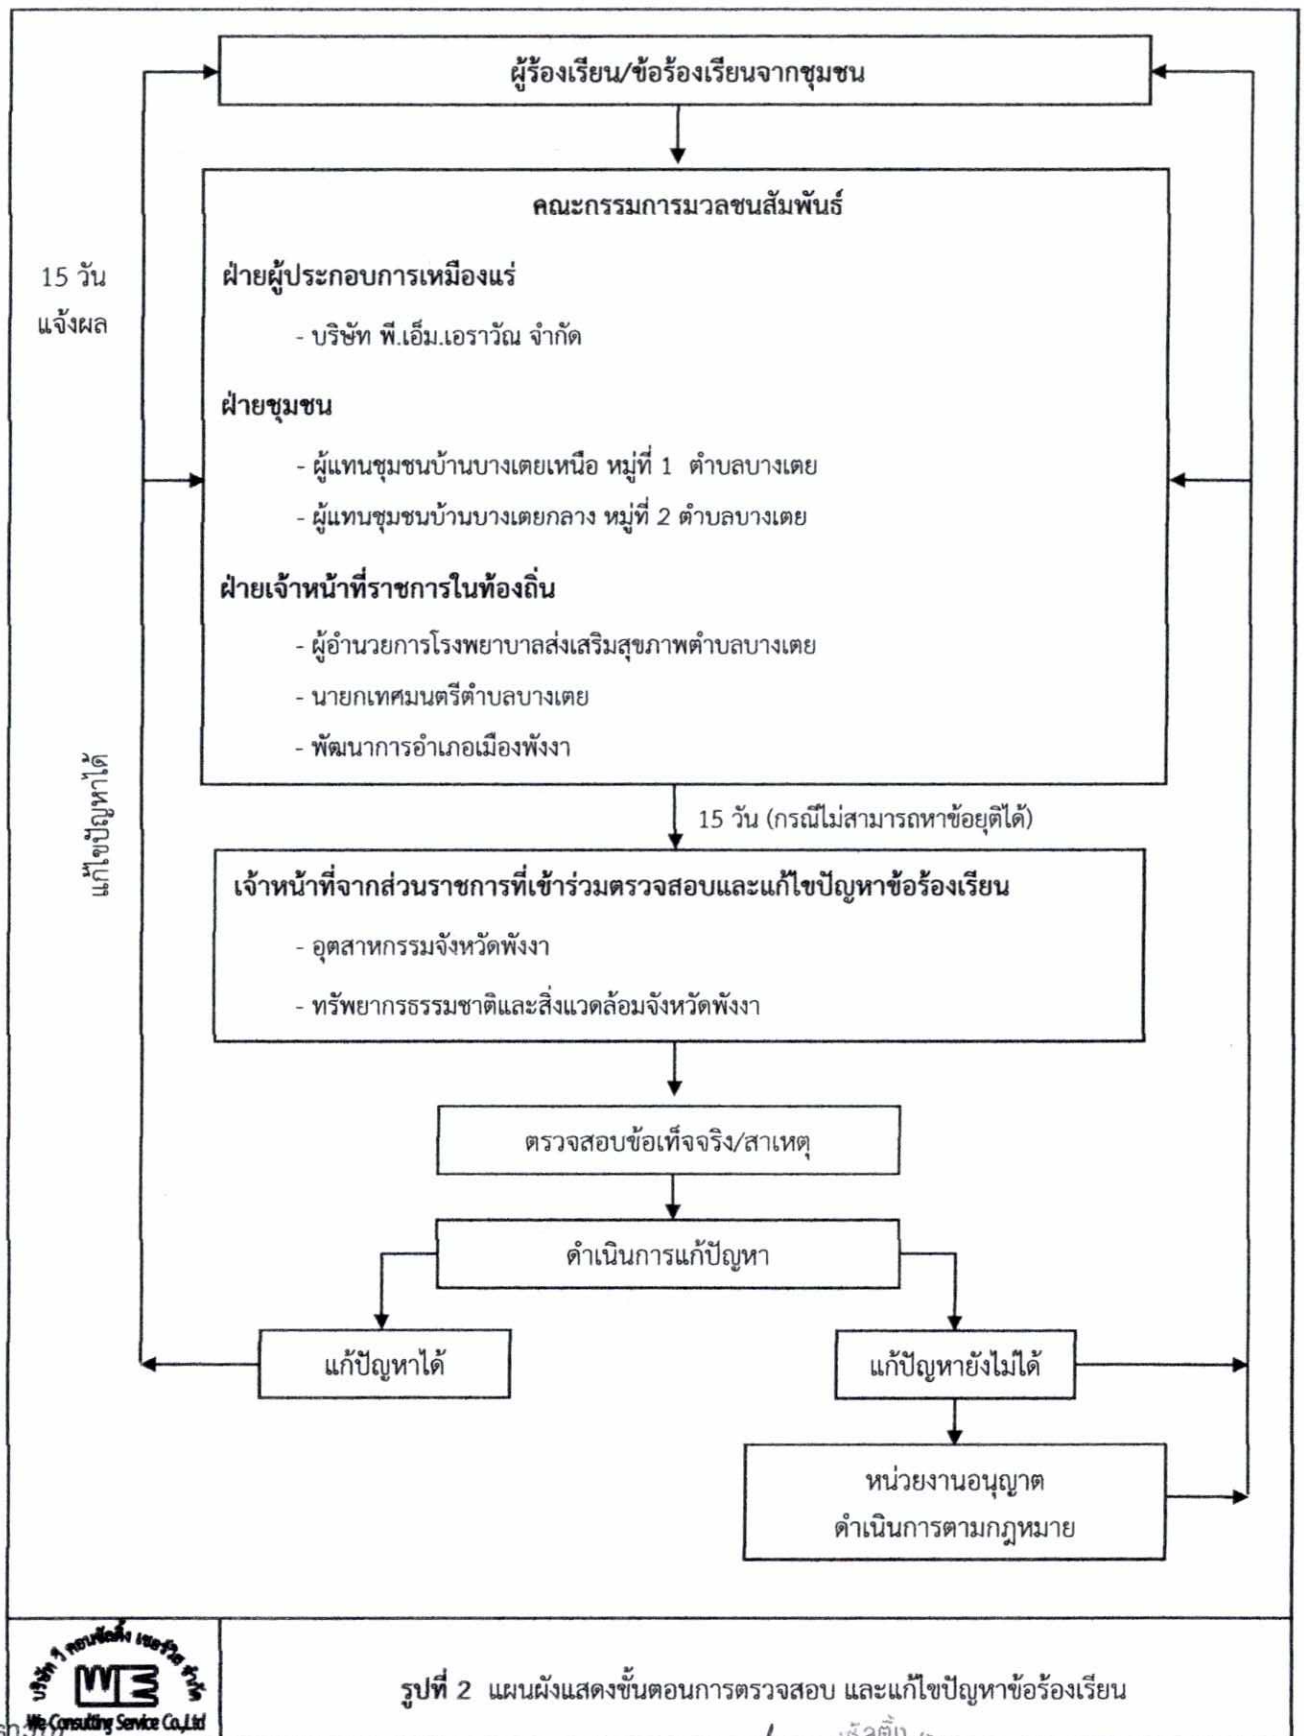 ผู้ร้องเรียน/ข้อร้องเรียนจากชุมชน
คณะกรรมการมวลชนสัมพันธ์
ฝ่ายผู้ประกอบการเหมืองแร่
- บริษัท พี.เอ็ม.เอราวัณ จำกัด
ฝ่ายชุมชน
- ผู้แทนชุมชนบ้านบางเตยเหนือ หมู่ที่ 1 ตำบลบางเตย
- ผู้แทนชุมชนบ้านบางเตยกลาง หมู่ที่ 2 ตำบลบางเตย
ฝ่ายเจ้าหน้าที่ราชการในท้องถิ่น
- ผู้อำนวยการโรงพยาบาลส่งเสริมสุขภาพตำบลบางเตย
- นายกเทศมนตรีตำบลบางเตย
- พัฒนาการอำเภอเมืองพังงา
15 วัน
แจ้งผล
แก้ไขปัญหาได้
15 วัน (กรณีไม่สามารถหาข้อยุติได้)
เจ้าหน้าที่จากส่วนราชการที่เข้าร่วมตรวจสอบและแก้ไขปัญหาข้อร้องเรียน
- อุตสาหกรรมจังหวัดพังงา
- ทรัพยากรธรรมชาติและสิ่งแวดล้อมจังหวัดพังงา
ตรวจสอบข้อเท็จจริง/สาเหตุ
ดำเนินการแก้ปัญหา
แก้ปัญหาได้
แก้ปัญหายังไม่ได้
หน่วยงานอนุญาต
ดำเนินการตามกฎหมาย
บริษัท วี คอนซัลติ้ง เซอร์วิส จำกัด
WE
We Consulting Service Co.,Ltd
รูปที่ 2 แผนผังแสดงขั้นตอนการตรวจสอบ และแก้ไขปัญหาข้อร้องเรียน